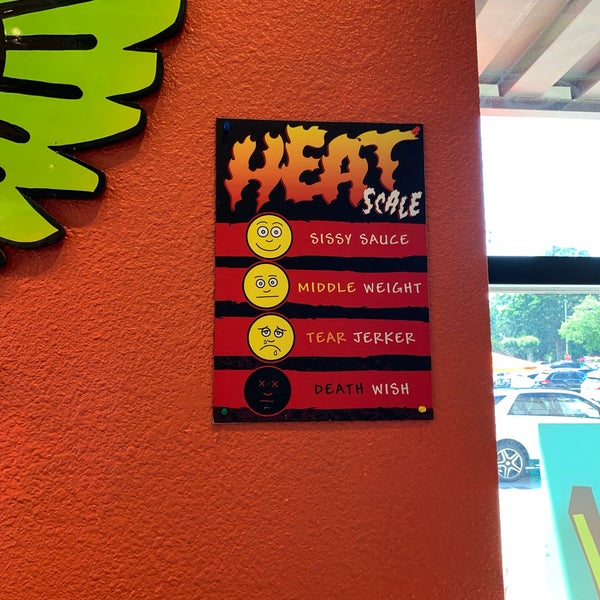 HEAT
SCALE
SISSY SAUCE
MIDDLE WEIGHT
TEAR JERKER
DEATH WISH